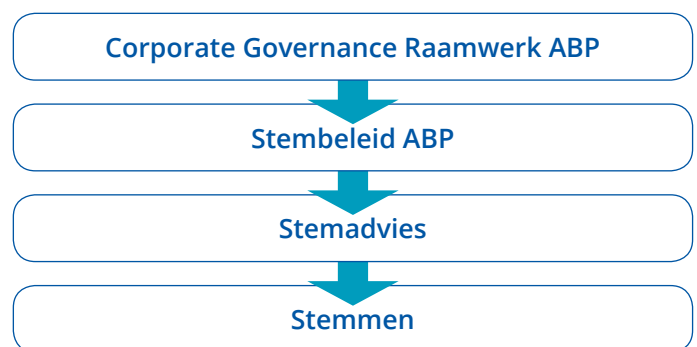 Corporate Governance Raamwerk ABP
Stembeleid ABP
Stemadvies
Stemmen